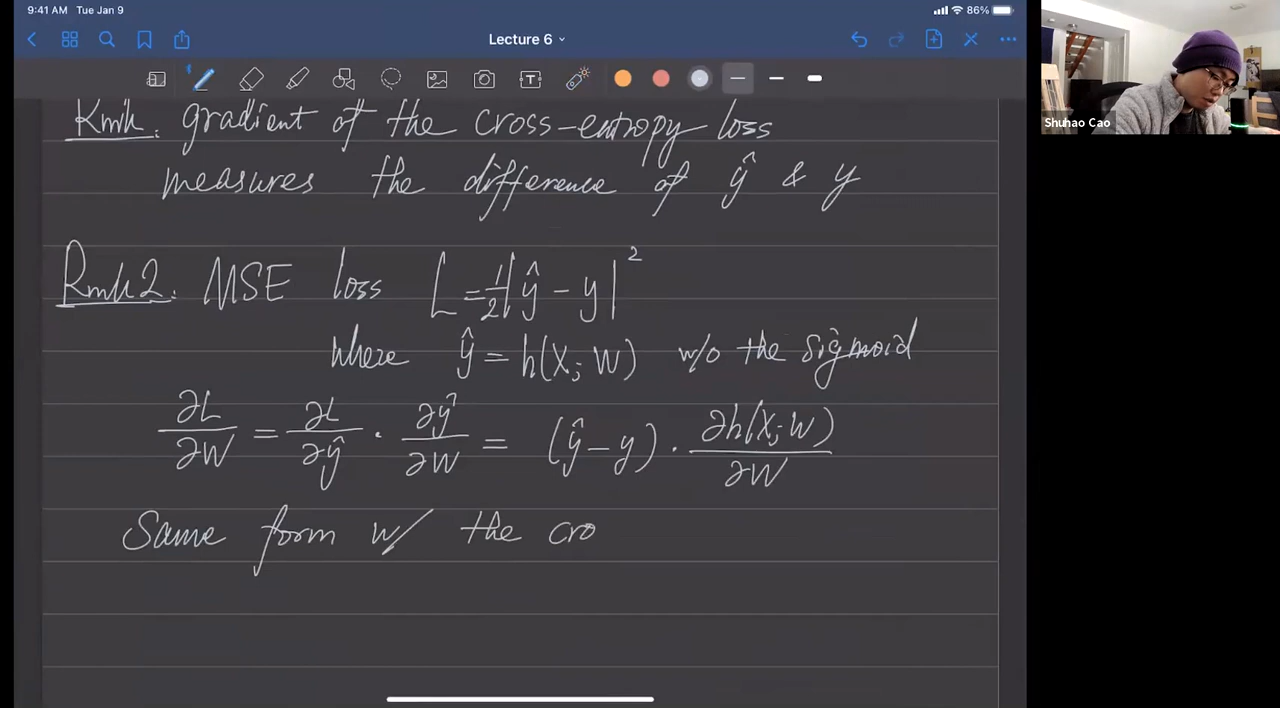 9:41 AM Tue Jan 9
86%
Lecture 6
Shuhao Cao
Rmk. gradient of the cross-entropy loss
measures the difference of ŷ & y
Rmk2. MSE loss L = 1/2 |ŷ - y|²
where ŷ = h(X; W) w/o the sigmoid
∂L/∂W = ∂L/∂ŷ · ∂ŷ/∂W = (ŷ - y) · ∂h(X; W)/∂W
Same form w/ the cro